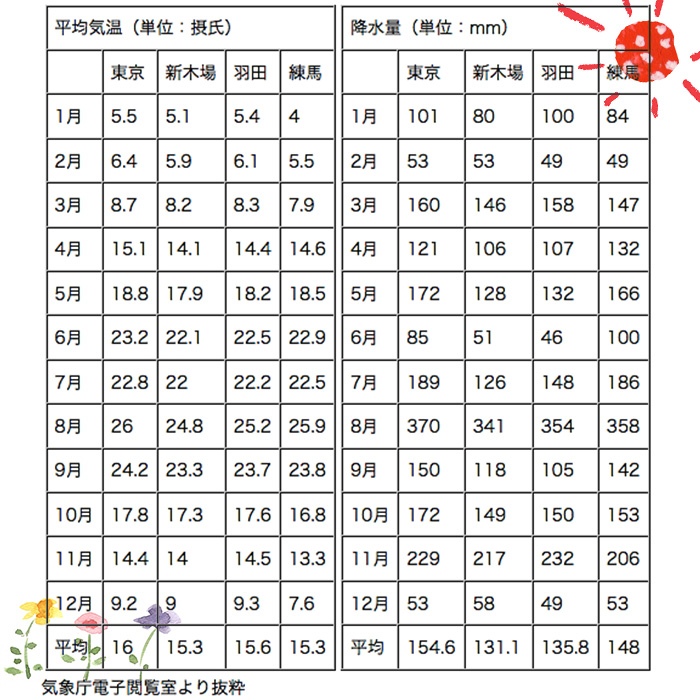 平均気温（単位：摂氏）
東京 新木場 羽田 練馬
1月 5.5 5.1 5.4 4
2月 6.4 5.9 6.1 5.5
3月 8.7 8.2 8.3 7.9
4月 15.1 14.1 14.4 14.6
5月 18.8 17.9 18.2 18.5
6月 23.2 22.1 22.5 22.9
7月 22.8 22 22.2 22.5
8月 26 24.8 25.2 25.9
9月 24.2 23.3 23.7 23.8
10月 17.8 17.3 17.6 16.8
11月 14.4 14 14.5 13.3
12月 9.2 9 9.3 7.6
平均 16 15.3 15.6 15.3
降水量（単位：mm）
東京 新木場 羽田 練馬
1月 101 80 100 84
2月 53 53 49 49
3月 160 146 158 147
4月 121 106 107 132
5月 172 128 132 166
6月 85 51 46 100
7月 189 126 148 186
8月 370 341 354 358
9月 150 118 105 142
10月 172 149 150 153
11月 229 217 232 206
12月 53 58 49 53
平均 154.6 131.1 135.8 148
気象庁電子閲覧室より抜粋